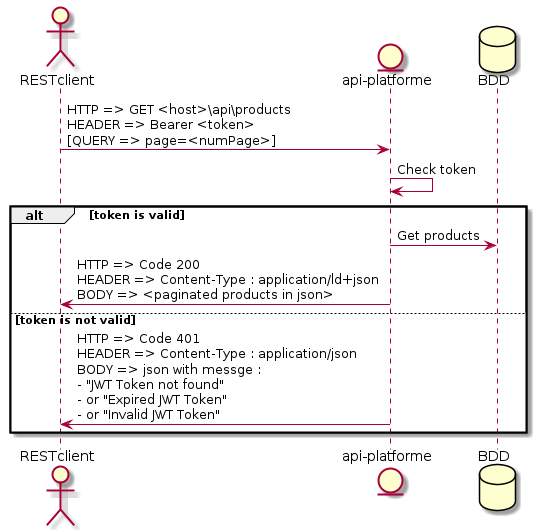 RESTclient
api-platforme
BDD
HTTP => GET <host>\api\products
HEADER => Bearer <token>
[QUERY => page=<numPage>]
Check token
alt
[token is valid]
Get products
HTTP => Code 200
HEADER => Content-Type : application/ld+json
BODY => <paginated products in json>
[token is not valid]
HTTP => Code 401
HEADER => Content-Type : application/json
BODY => json with messge :
- "JWT Token not found"
- or "Expired JWT Token"
- or "Invalid JWT Token"
RESTclient
api-platforme
BDD